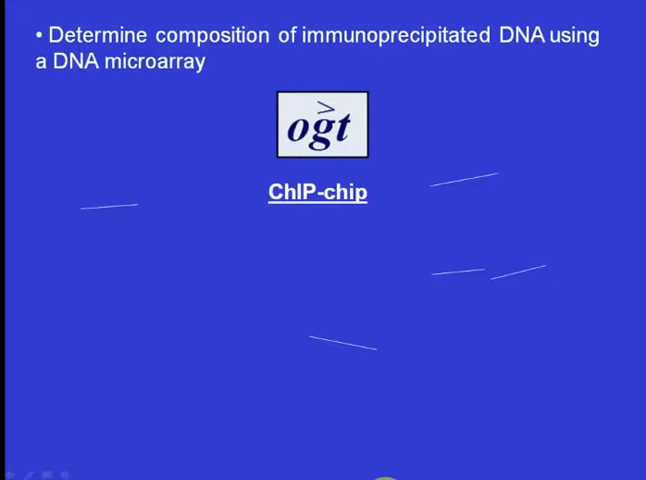 • Determine composition of immunoprecipitated DNA using
a DNA microarray
>
ogt
ChIP-chip